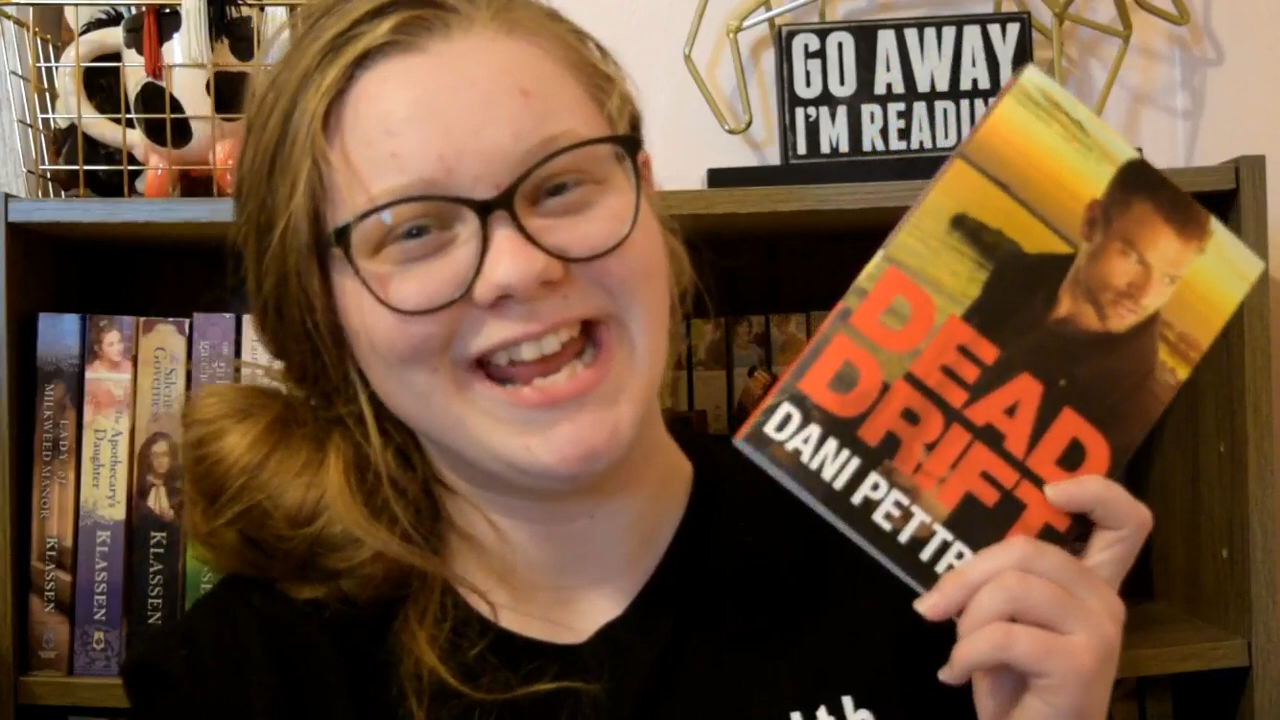 GO AWAY
I'M READIN
DEAD
DRIFT
DANI PETTR
LADY of
MILKWEED MANOR
KLASSEN
The Apothecary's
Daughter
KLASSEN
The Silent
Governess
KLASSEN
lth